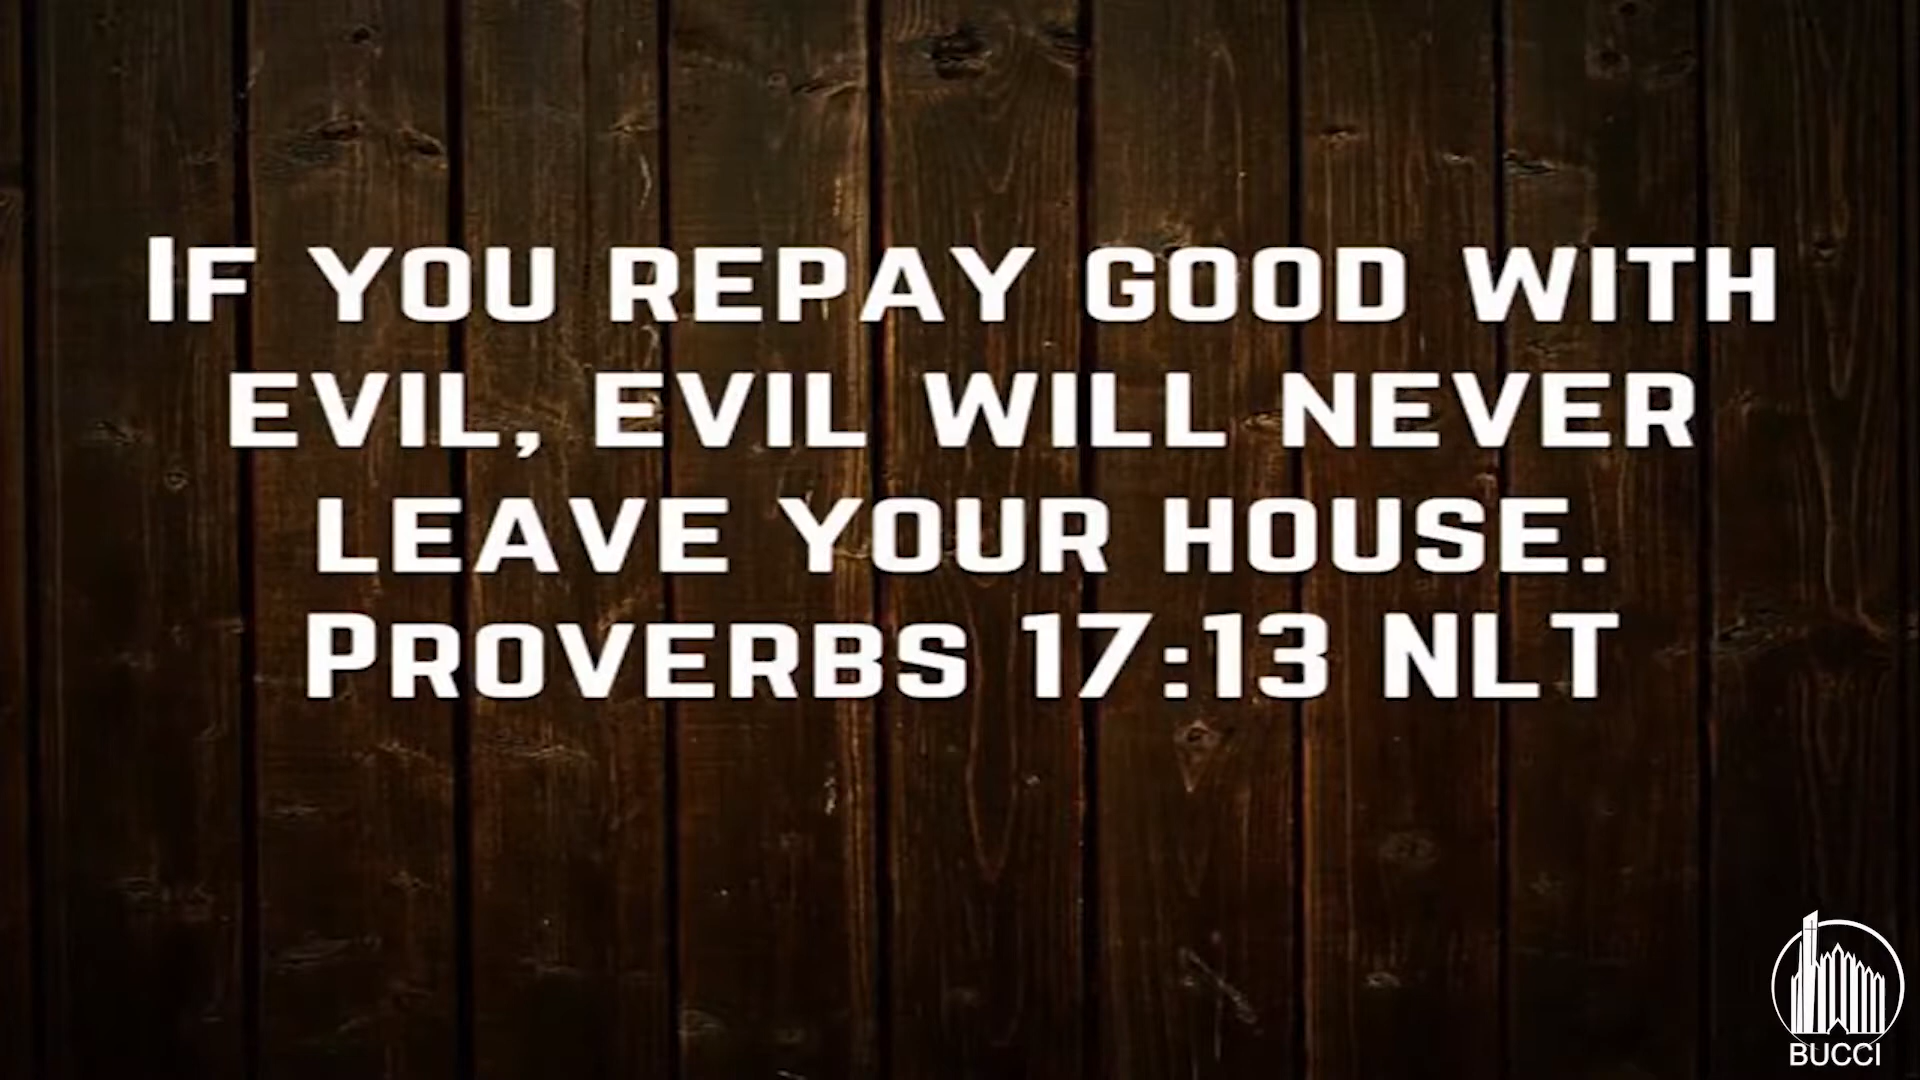 If you repay good with
evil, evil will never
leave your house.
Proverbs 17:13 NLT
BUCCI